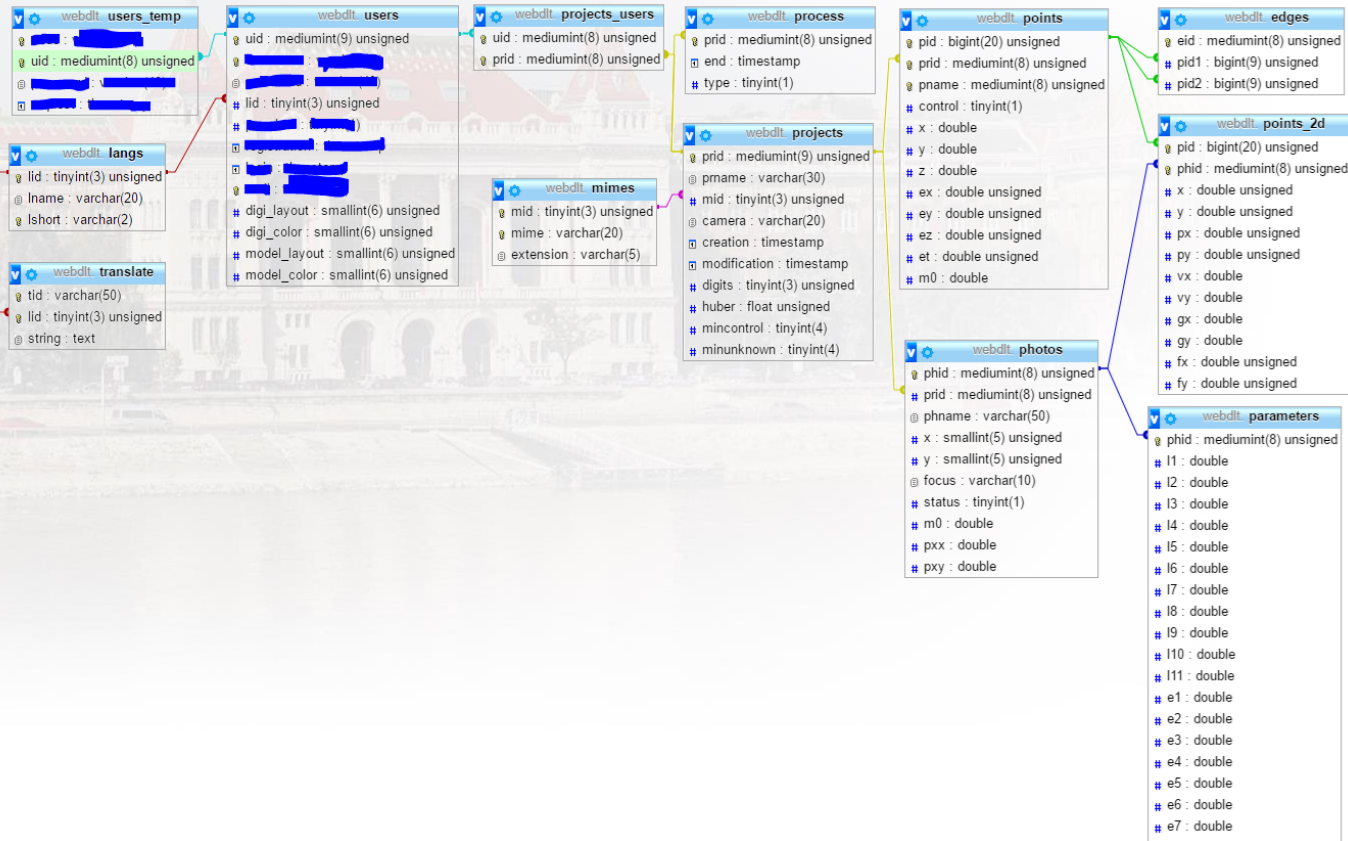 webdlt. users_temp
uid : mediumint(8) unsigned
webdlt. langs
lid : tinyint(3) unsigned
lname : varchar(20)
lshort : varchar(2)
webdlt. translate
tid : varchar(50)
lid : tinyint(3) unsigned
string : text
webdlt. users
uid : mediumint(9) unsigned
lid : tinyint(3) unsigned
digi_layout : smallint(6) unsigned
digi_color : smallint(6) unsigned
model_layout : smallint(6) unsigned
model_color : smallint(6) unsigned
webdlt. projects_users
uid : mediumint(8) unsigned
prid : mediumint(8) unsigned
webdlt. mimes
mid : tinyint(3) unsigned
mime : varchar(20)
extension : varchar(5)
webdlt. process
prid : mediumint(8) unsigned
end : timestamp
type : tinyint(1)
webdlt. projects
prid : mediumint(9) unsigned
prname : varchar(30)
mid : tinyint(3) unsigned
camera : varchar(20)
creation : timestamp
modification : timestamp
digits : tinyint(3) unsigned
huber : float unsigned
mincontrol : tinyint(4)
minunknown : tinyint(4)
webdlt. points
pid : bigint(20) unsigned
prid : mediumint(8) unsigned
pname : mediumint(8) unsigned
control : tinyint(1)
x : double
y : double
z : double
ex : double unsigned
ey : double unsigned
ez : double unsigned
et : double unsigned
m0 : double
webdlt. photos
phid : mediumint(8) unsigned
prid : mediumint(8) unsigned
phname : varchar(50)
x : smallint(5) unsigned
y : smallint(5) unsigned
focus : varchar(10)
status : tinyint(1)
m0 : double
pxx : double
pxy : double
webdlt. edges
eid : mediumint(8) unsigned
pid1 : bigint(9) unsigned
pid2 : bigint(9) unsigned
webdlt. points_2d
pid : bigint(20) unsigned
phid : mediumint(8) unsigned
x : double unsigned
y : double unsigned
px : double unsigned
py : double unsigned
vx : double
vy : double
gx : double
gy : double
fx : double unsigned
fy : double unsigned
webdlt. parameters
phid : mediumint(8) unsigned
l1 : double
l2 : double
l3 : double
l4 : double
l5 : double
l6 : double
l7 : double
l8 : double
l9 : double
l10 : double
l11 : double
e1 : double
e2 : double
e3 : double
e4 : double
e5 : double
e6 : double
e7 : double